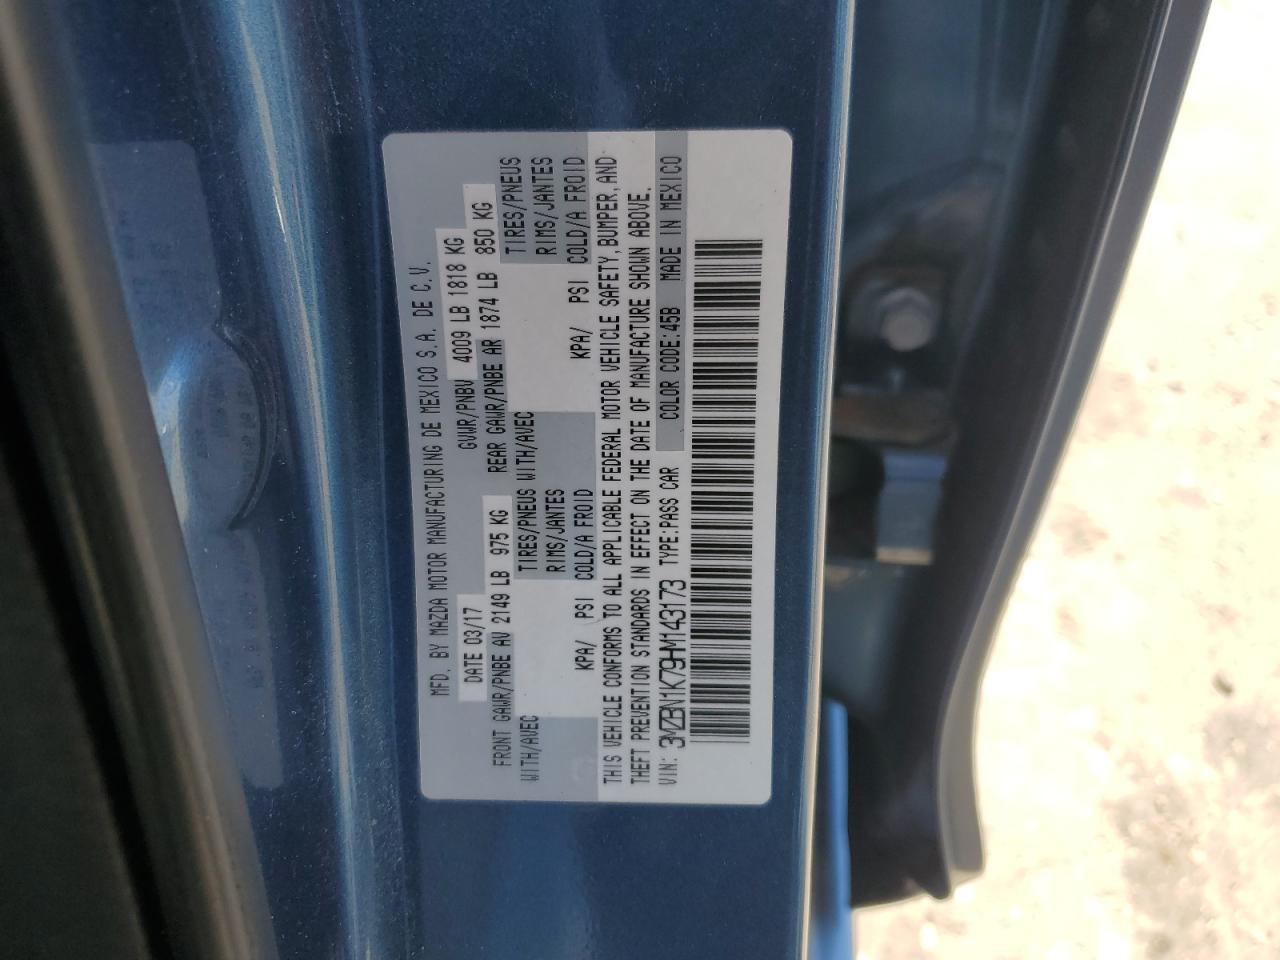 MFD. BY MAZDA MOTOR MANUFACTURING DE MEXICO S.A. DE C.V.
DATE 03/17 GVWR/PNBV 4009 LB 1818 KG
FRONT GAWR/PNBE AV 2149 LB 975 KG REAR GAWR/PNBE AR 1874 LB 850 KG
WITH/AVEC TIRES/PNEUS WITH/AVEC TIRES/PNEUS
RIMS/JANTES RIMS/JANTES
KPA/ PSI COLD/A FROID KPA/ PSI COLD/A FROID
THIS VEHICLE CONFORMS TO ALL APPLICABLE FEDERAL MOTOR VEHICLE SAFETY, BUMPER, AND
THEFT PREVENTION STANDARDS IN EFFECT ON THE DATE OF MANUFACTURE SHOWN ABOVE.
VIN: 3MZBN1K79HM143173 TYPE:PASS CAR COLOR CODE:45B MADE IN MEXICO